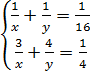 1/x + 1/y = 1/16
3/x + 4/y = 1/4